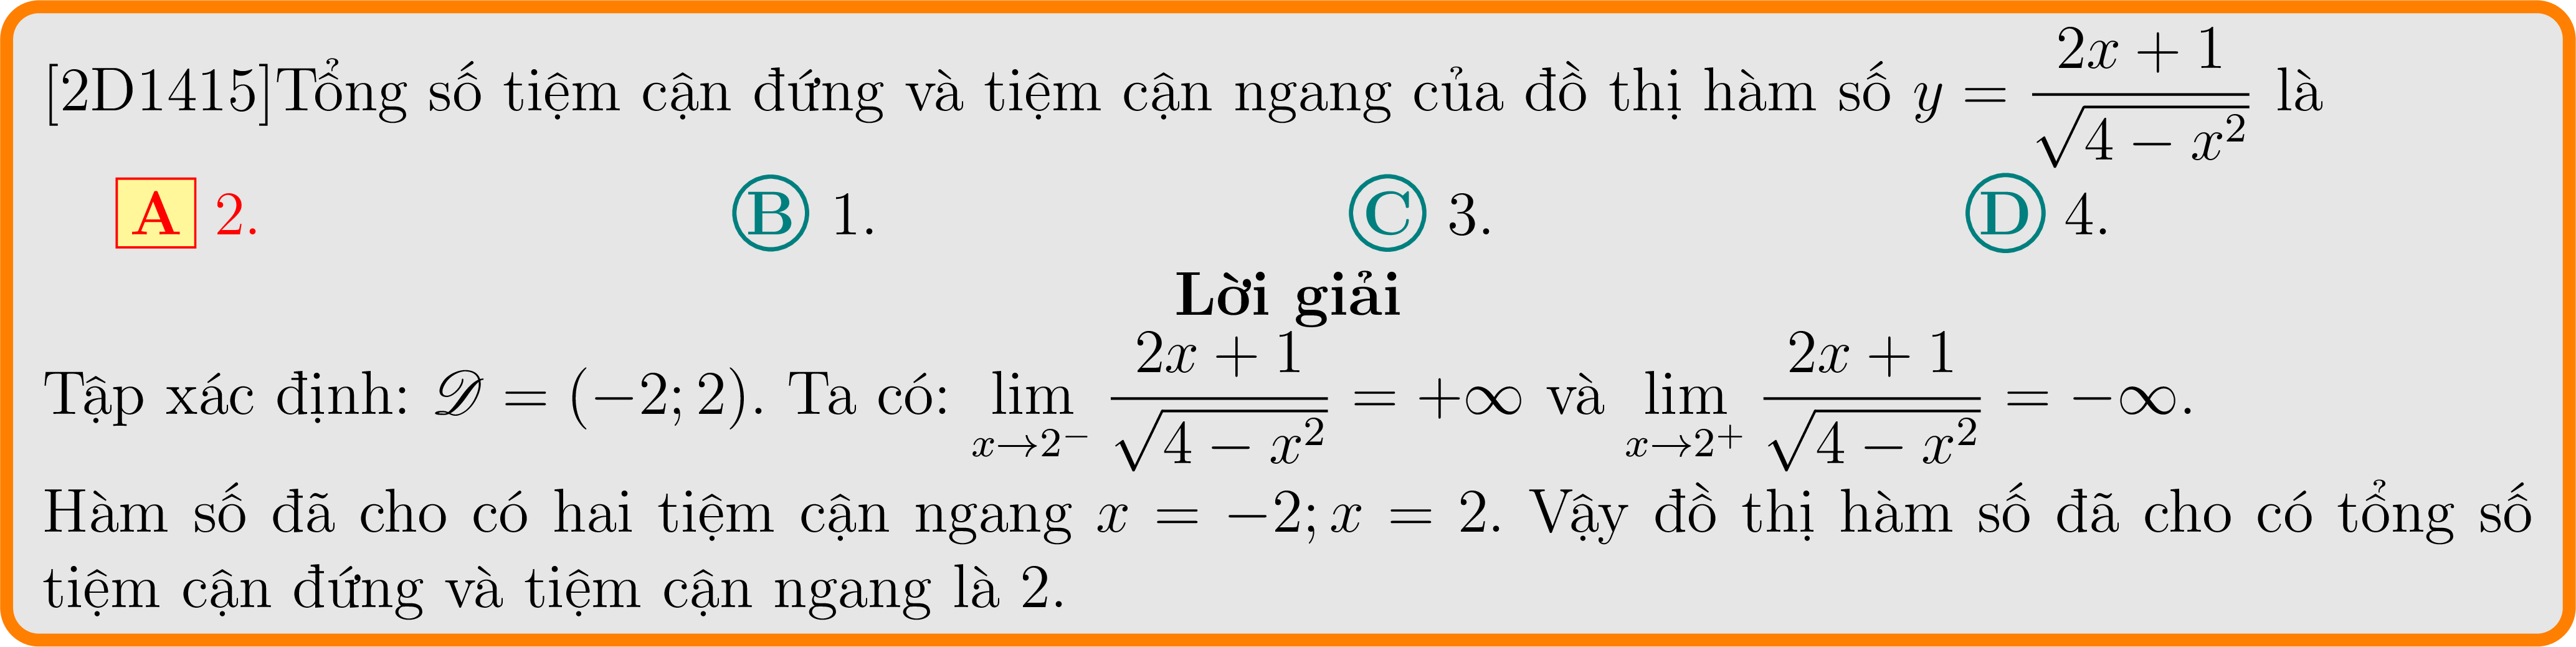 [2D1415]Tổng số tiệm cận đứng và tiệm cận ngang của đồ thị hàm số $y = \dfrac{2x+1}{\sqrt{4-x^2}}$ là
A 2. B 1. C 3. D 4.
Lời giải
Tập xác định: $\mathscr{D} = (-2; 2)$. Ta có: $\lim\limits_{x \to 2^-} \dfrac{2x+1}{\sqrt{4-x^2}} = +\infty$ và $\lim\limits_{x \to 2^+} \dfrac{2x+1}{\sqrt{4-x^2}} = -\infty$.
Hàm số đã cho có hai tiệm cận ngang $x = -2; x = 2$. Vậy đồ thị hàm số đã cho có tổng số
tiệm cận đứng và tiệm cận ngang là 2.